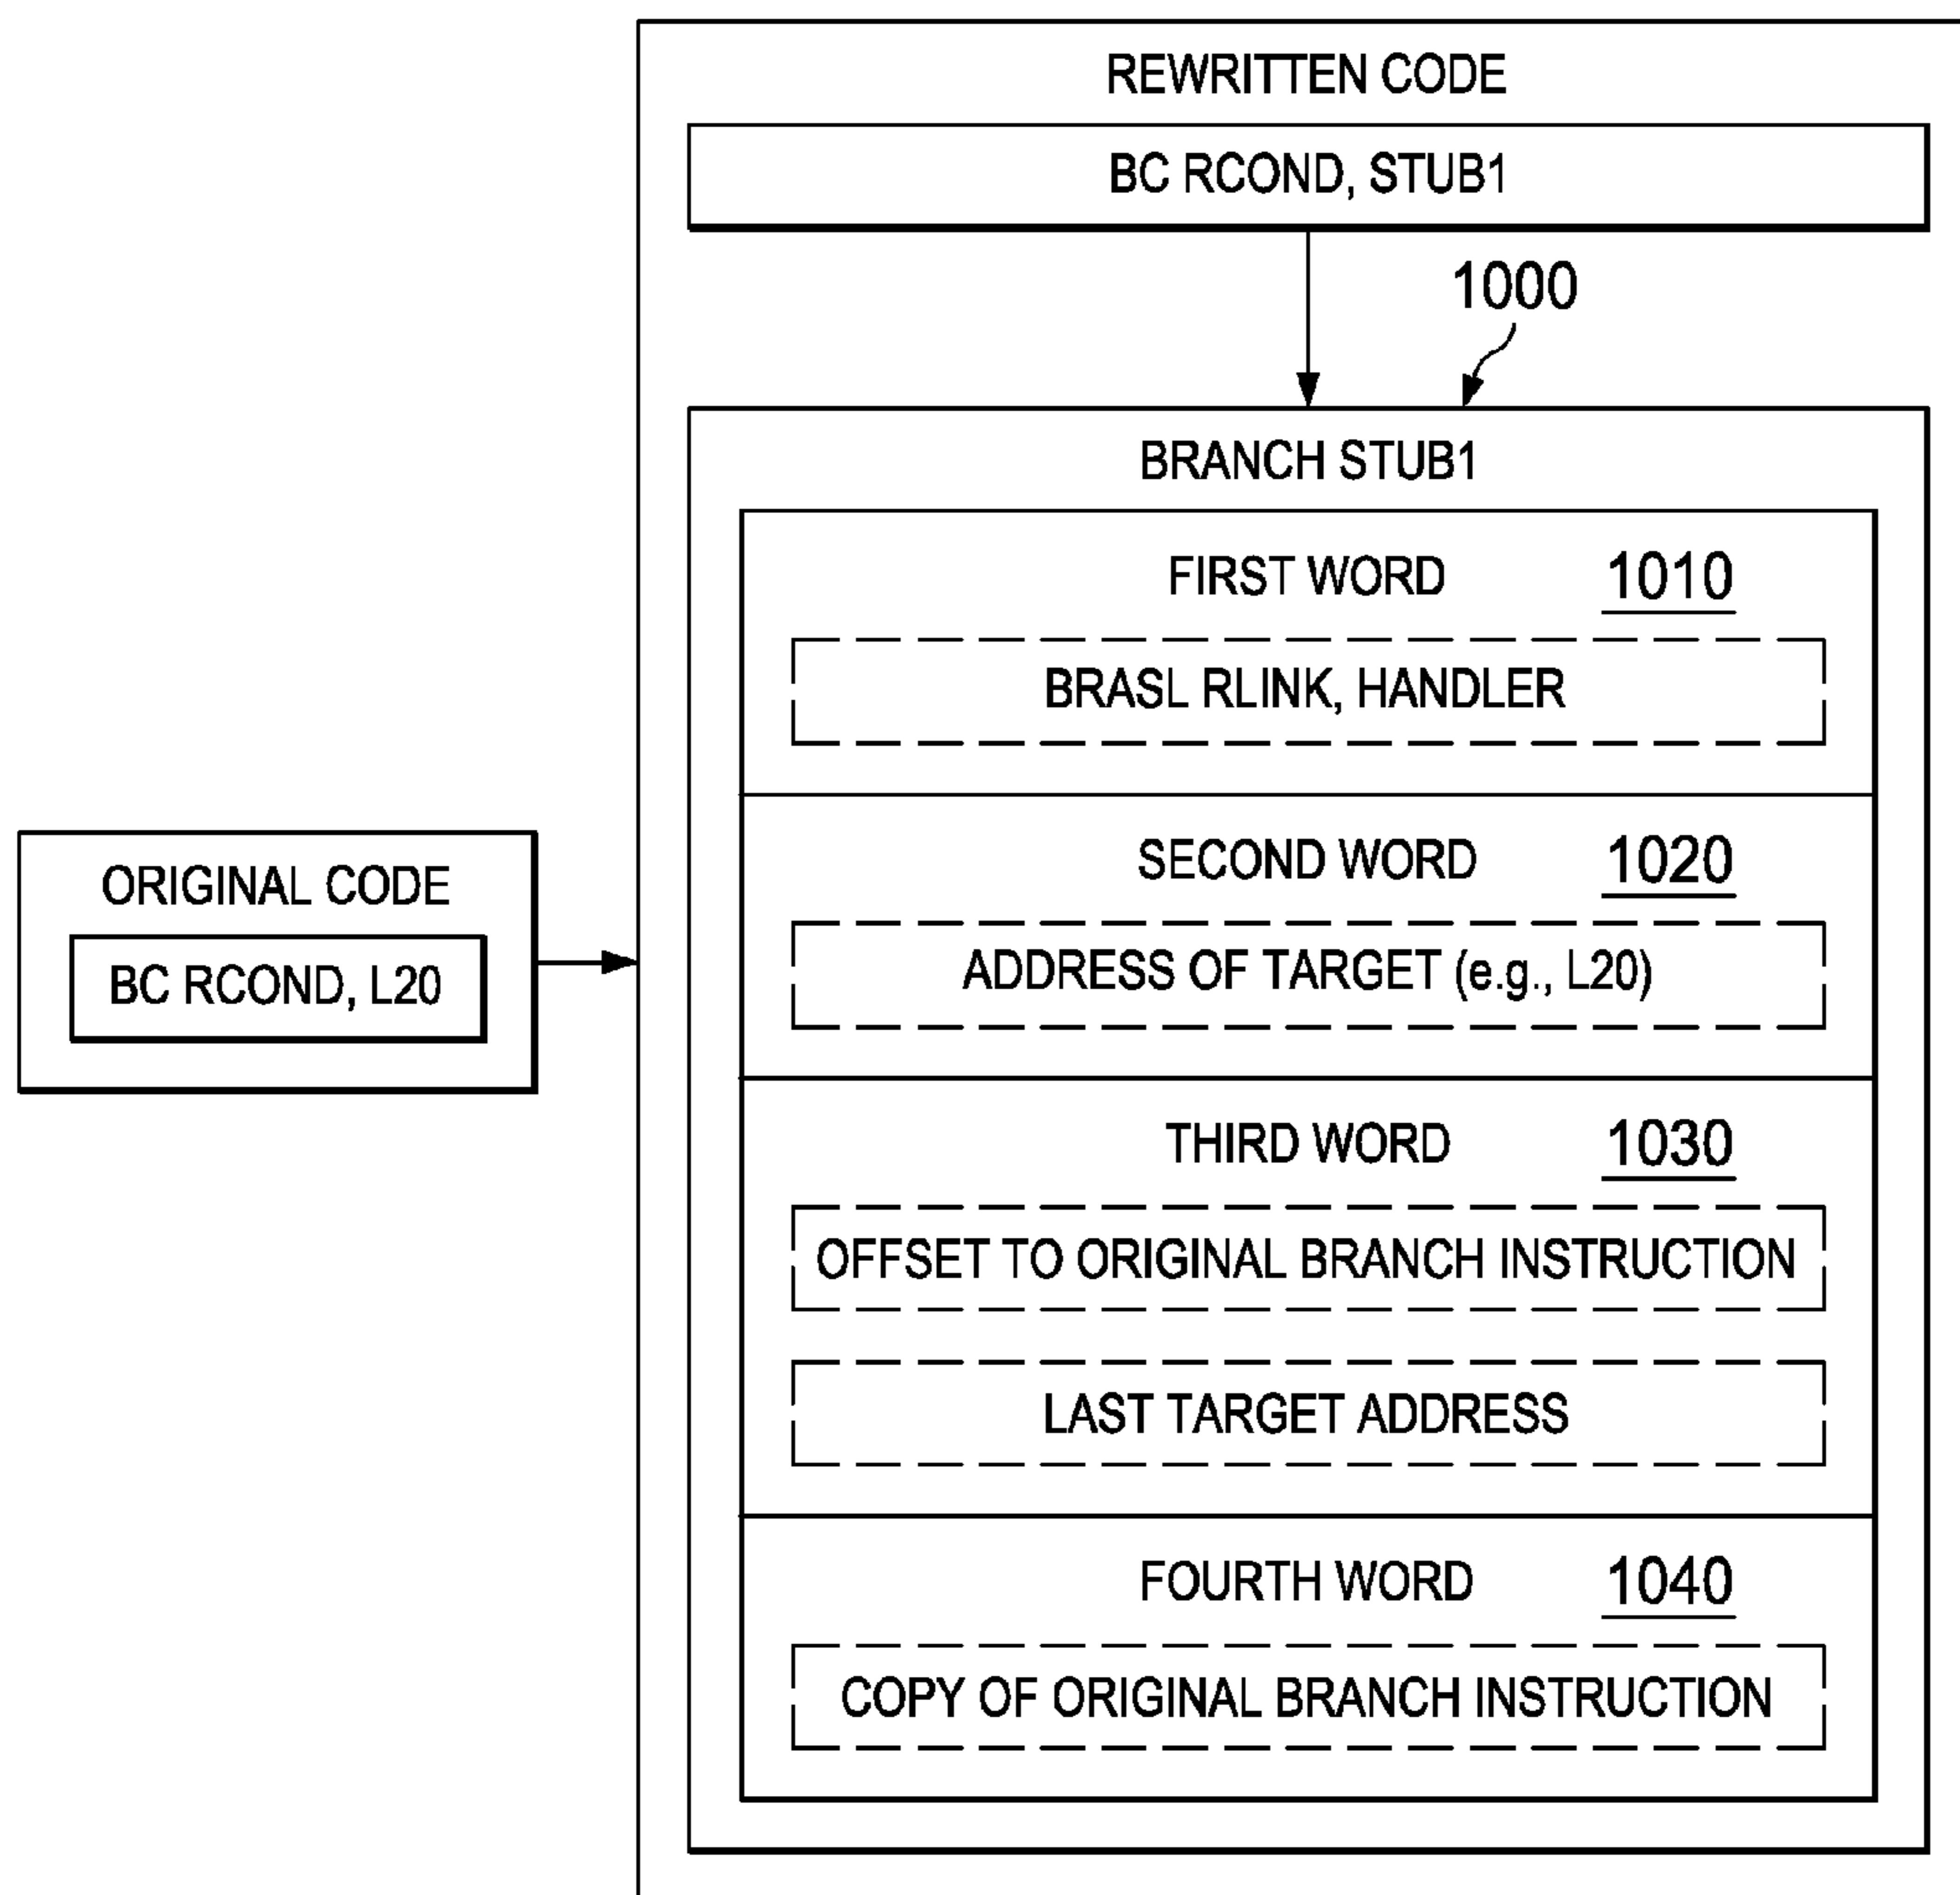 REWRITTEN CODE
BC RCOND, STUB1
1000
BRANCH STUB1
FIRST WORD 1010
BRASL RLINK, HANDLER
SECOND WORD 1020
ADDRESS OF TARGET (e.g., L20)
ORIGINAL CODE
BC RCOND, L20
THIRD WORD 1030
OFFSET TO ORIGINAL BRANCH INSTRUCTION
LAST TARGET ADDRESS
FOURTH WORD 1040
COPY OF ORIGINAL BRANCH INSTRUCTION